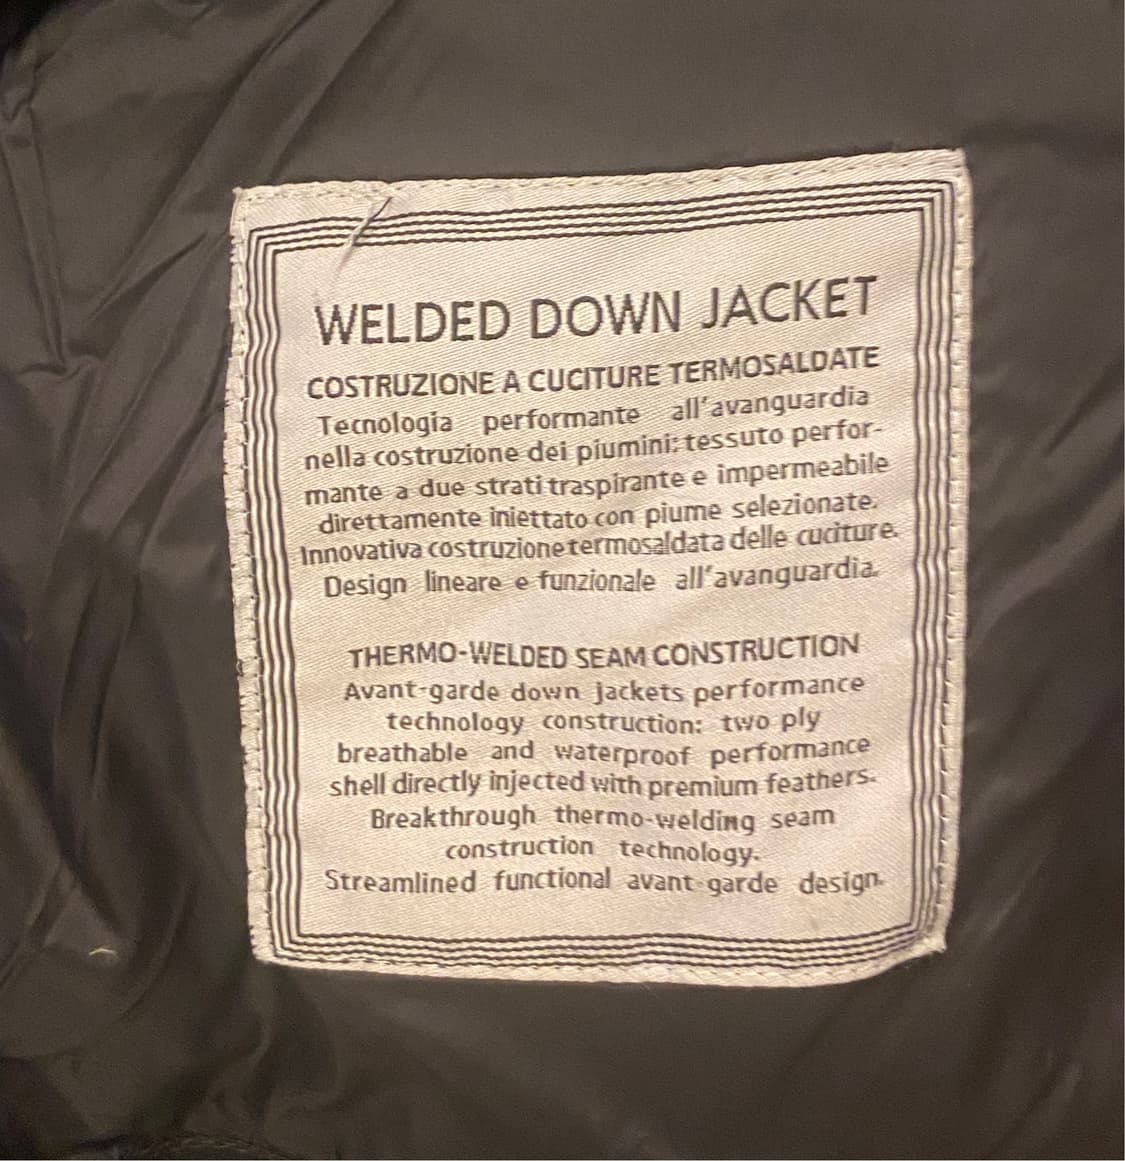 WELDED DOWN JACKET
COSTRUZIONE A CUCITURE TERMOSALDATE
Tecnologia performante all'avanguardia
nella costruzione dei piumini: tessuto perfor-
mante a due strati traspirante e impermeabile
direttamente iniettato con piume selezionate.
Innovativa costruzione termosaldata delle cuciture.
Design lineare e funzionale all'avanguardia.
THERMO-WELDED SEAM CONSTRUCTION
Avant-garde down jackets performance
technology construction: two ply
breathable and waterproof performance
shell directly injected with premium feathers.
Breakthrough thermo-welding seam
construction technology.
Streamlined functional avant-garde design.